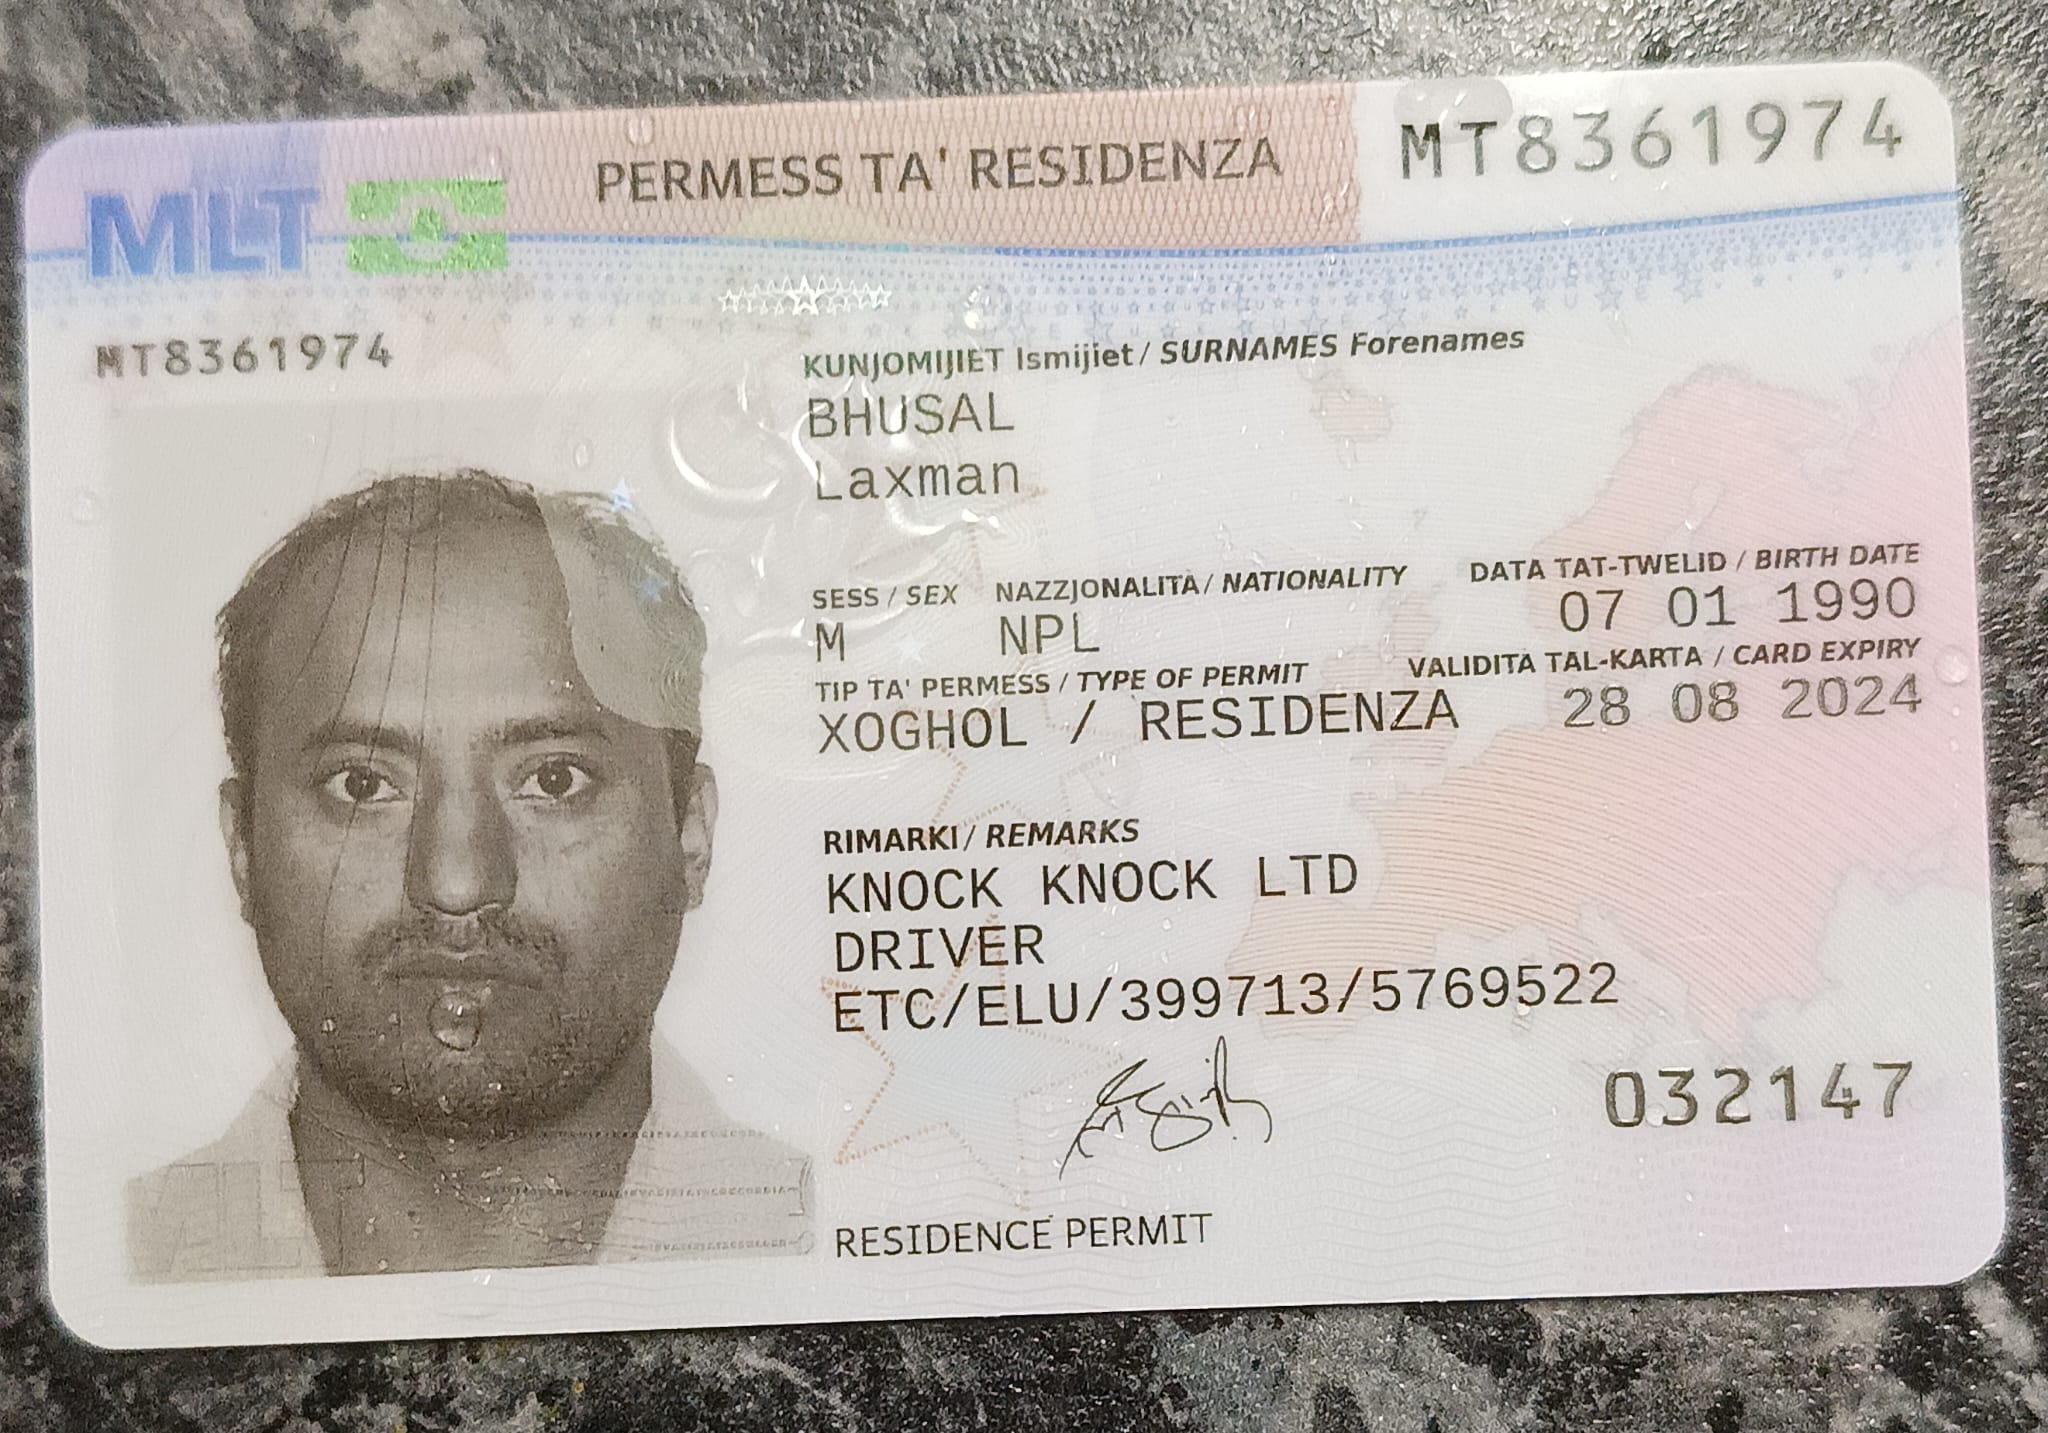 MLT
PERMESS TA' RESIDENZA
MT8361974
MT8361974
KUNJOMIJIET Ismijiet / SURNAMES Forenames
BHUSAL
Laxman
SESS / SEX NAZZJONALITÀ / NATIONALITY DATA TAT-TWELID / BIRTH DATE
M NPL 07 01 1990
TIP TA' PERMESS / TYPE OF PERMIT VALIDITÀ TAL-KARTA / CARD EXPIRY
XOGHOL / RESIDENZA 28 08 2024
RIMARKI / REMARKS
KNOCK KNOCK LTD
DRIVER
ETC/ELU/399713/5769522
032147
RESIDENCE PERMIT